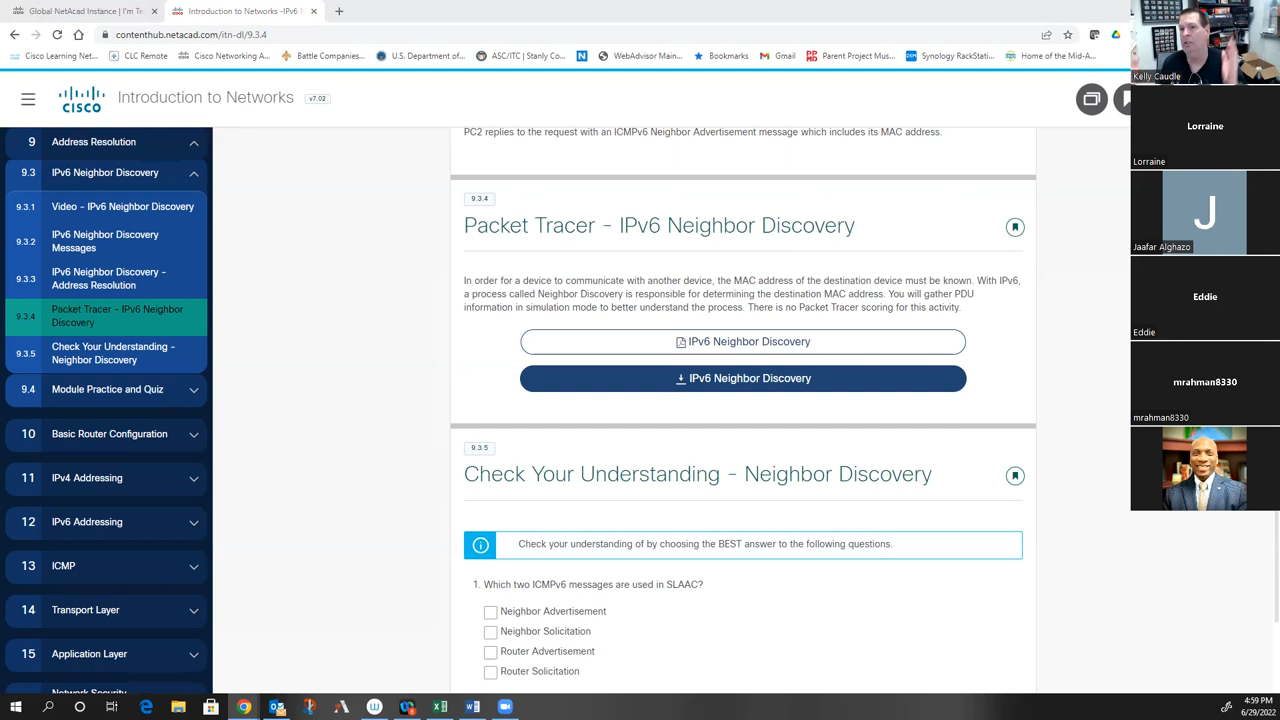 Global NetAcad Instance | I'm Te
Introduction to Networks -IPv6 N
contenthub.netacad.com/itn-dl/9.3.4
Cisco Learning Net...
CLC Remote
Cisco Networking A...
Battle Companies...
U.S. Department of...
ASC/ITC | Stanly Co...
WebAdvisor Main...
Bookmarks
Gmail
Parent Project Mus...
Synology RackStati...
Home of the Mid-A...
CISCO
Introduction to Networks
v7.02
9 Address Resolution
9.3 IPv6 Neighbor Discovery
9.3.1 Video - IPv6 Neighbor Discovery
9.3.2 IPv6 Neighbor Discovery
Messages
9.3.3 IPv6 Neighbor Discovery -
Address Resolution
9.3.4 Packet Tracer - IPv6 Neighbor
Discovery
9.3.5 Check Your Understanding -
Neighbor Discovery
9.4 Module Practice and Quiz
10 Basic Router Configuration
11 IPv4 Addressing
12 IPv6 Addressing
13 ICMP
14 Transport Layer
15 Application Layer
Network Security
PC2 replies to the request with an ICMPv6 Neighbor Advertisement message which includes its MAC address.
9.3.4
Packet Tracer - IPv6 Neighbor Discovery
In order for a device to communicate with another device, the MAC address of the destination device must be known. With IPv6,
a process called Neighbor Discovery is responsible for determining the destination MAC address. You will gather PDU
information in simulation mode to better understand the process. There is no Packet Tracer scoring for this activity.
IPv6 Neighbor Discovery
IPv6 Neighbor Discovery
9.3.5
Check Your Understanding - Neighbor Discovery
Check your understanding of by choosing the BEST answer to the following questions.
1. Which two ICMPv6 messages are used in SLAAC?
Neighbor Advertisement
Neighbor Solicitation
Router Advertisement
Router Solicitation
Kelly Caudle
Lorraine
Lorraine
J
Jaafar Alghazo
Eddie
Eddie
mrahman8330
mrahman8330
4:59 PM
6/29/2022